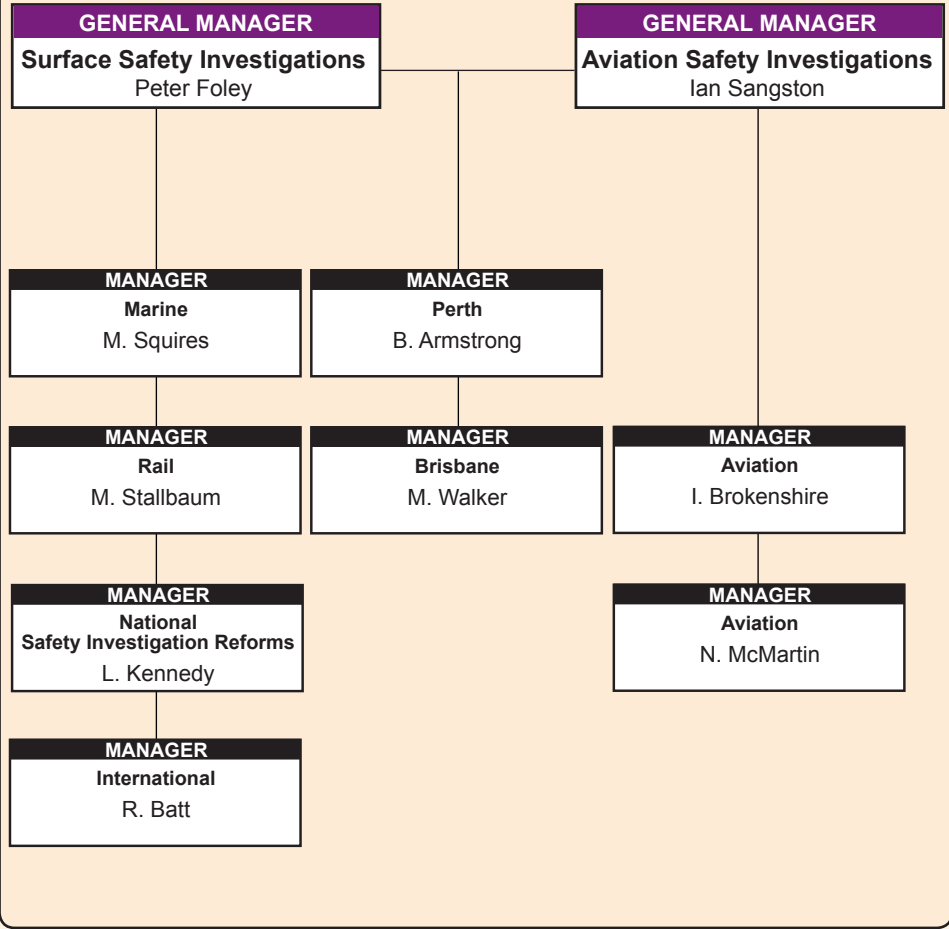 GENERAL MANAGER
Surface Safety Investigations
Peter Foley
GENERAL MANAGER
Aviation Safety Investigations
Ian Sangston
MANAGER
Marine
M. Squires
MANAGER
Perth
B. Armstrong
MANAGER
Rail
M. Stallbaum
MANAGER
Brisbane
M. Walker
MANAGER
Aviation
I. Brokenshire
MANAGER
National
Safety Investigation Reforms
L. Kennedy
MANAGER
Aviation
N. McMartin
MANAGER
International
R. Batt